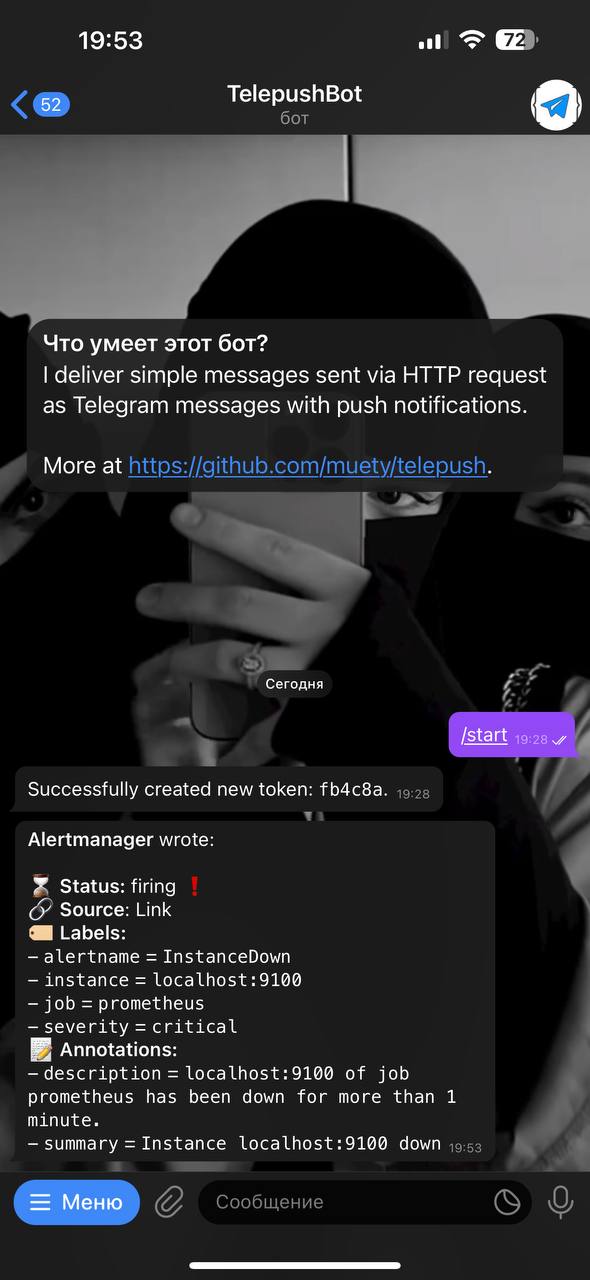 19:53
72
52
TelepushBot
бот
Что умеет этот бот?
I deliver simple messages sent via HTTP request
as Telegram messages with push notifications.
More at https://github.com/muety/telepush.
Сегодня
/start 19:28
Successfully created new token: fb4c8a. 19:28
Alertmanager wrote:
⏳ Status: firing ❗
🔗 Source: Link
🏷 Labels:
– alertname = InstanceDown
– instance = localhost:9100
– job = prometheus
– severity = critical
📝 Annotations:
– description = localhost:9100 of job
prometheus has been down for more than 1
minute.
– summary = Instance localhost:9100 down 19:53
Меню
Сообщение